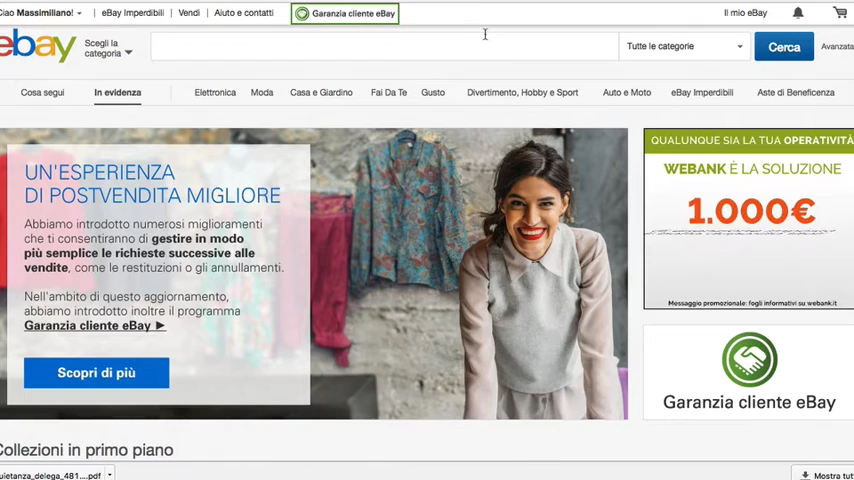 Ciao Massimiliano! eBay Imperdibili Vendi Aiuto e contatti Garanzia cliente eBay Il mio eBay
ebay Scegli la categoria Tutte le categorie Cerca Avanzata
Cosa segui In evidenza Elettronica Moda Casa e Giardino Fai Da Te Gusto Divertimento, Hobby e Sport Auto e Moto eBay Imperdibili Aste di Beneficenza
UN'ESPERIENZA
DI POSTVENDITA MIGLIORE
Abbiamo introdotto numerosi miglioramenti
che ti consentiranno di gestire in modo
più semplice le richieste successive alle
vendite, come le restituzioni o gli annullamenti.
Nell'ambito di questo aggiornamento,
abbiamo introdotto inoltre il programma
Garanzia cliente eBay ►
Scopri di più
QUALUNQUE SIA LA TUA OPERATIVITÀ
WEBANK È LA SOLUZIONE
1.000€
Messaggio promozionale: fogli informativi su webank.it
Garanzia cliente eBay
Collezioni in primo piano
uietanza_delega_481....pdf Mostra tut